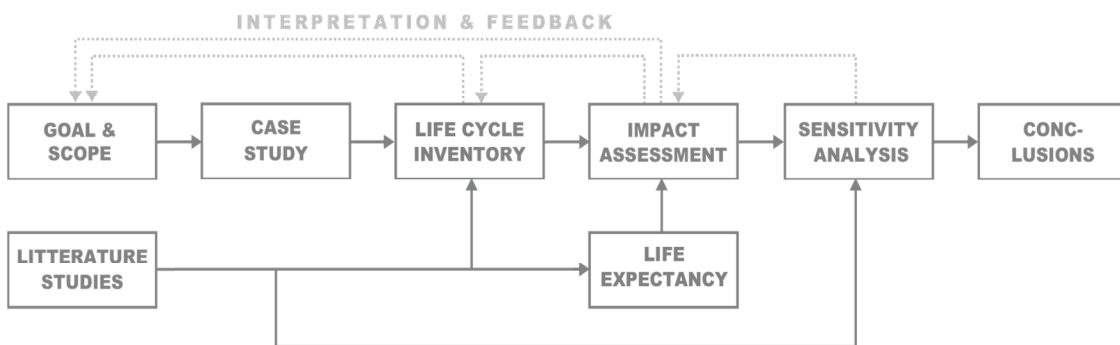 INTERPRETATION & FEEDBACK
GOAL &
SCOPE
CASE
STUDY
LIFE CYCLE
INVENTORY
IMPACT
ASSESSMENT
SENSITIVITY
ANALYSIS
CONC-
LUSIONS
LITTERATURE
STUDIES
LIFE
EXPECTANCY